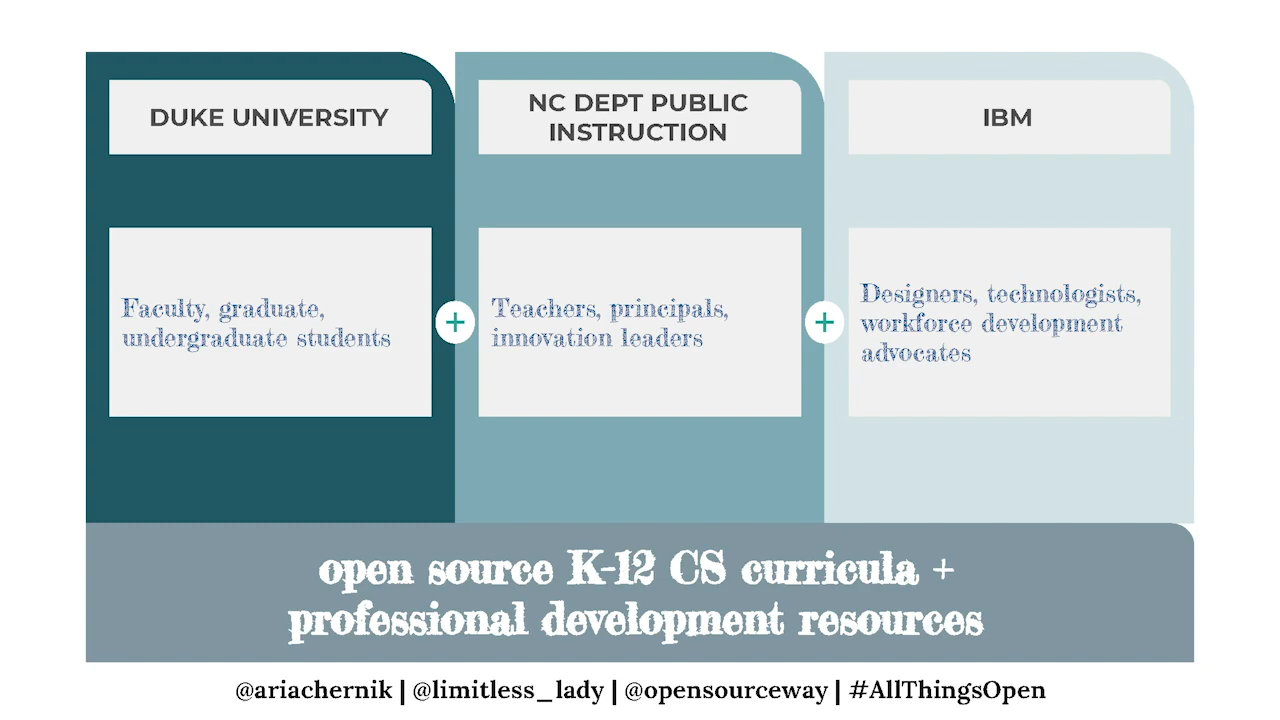 DUKE UNIVERSITY
Faculty, graduate,
undergraduate students
+
NC DEPT PUBLIC
INSTRUCTION
Teachers, principals,
innovation leaders
+
IBM
Designers, technologists,
workforce development
advocates
open source K-12 CS curricula +
professional development resources
@ariachernik | @limitless_lady | @opensourceway | #AllThingsOpen